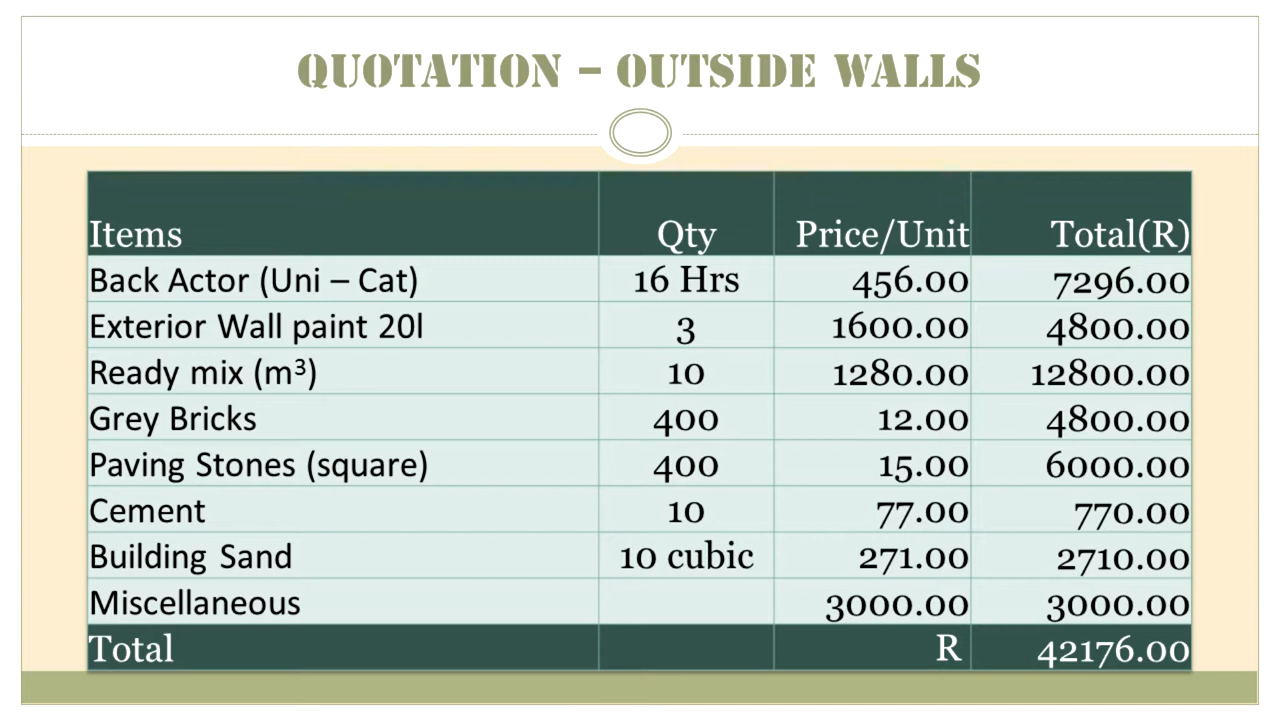 QUOTATION – OUTSIDE WALLS
Items Qty Price/Unit Total(R)
Back Actor (Uni – Cat) 16 Hrs 456.00 7296.00
Exterior Wall paint 20l 3 1600.00 4800.00
Ready mix (m³) 10 1280.00 12800.00
Grey Bricks 400 12.00 4800.00
Paving Stones (square) 400 15.00 6000.00
Cement 10 77.00 770.00
Building Sand 10 cubic 271.00 2710.00
Miscellaneous 3000.00 3000.00
Total R 42176.00